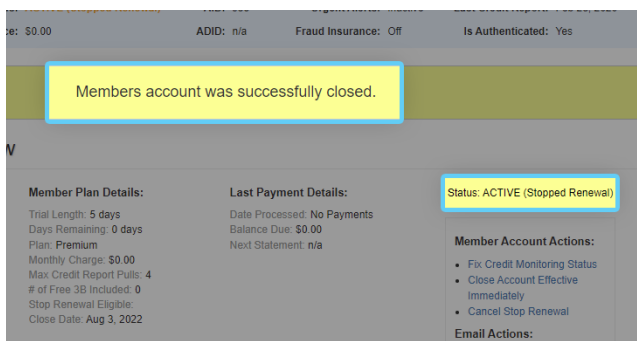 $0.00
ADID: n/a
Fraud Insurance: Off
Is Authenticated: Yes
Members account was successfully closed.
Member Plan Details:
Trial Length: 5 days
Days Remaining: 0 days
Plan: Premium
Monthly Charge: $0.00
Max Credit Report Pulls: 4
# of Free 3B Included: 0
Stop Renewal Eligible:
Close Date: Aug 3, 2022
Last Payment Details:
Date Processed: No Payments
Balance Due: $0.00
Next Statement: n/a
Status: ACTIVE (Stopped Renewal)
Member Account Actions:
Fix Credit Monitoring Status
Close Account Effective
Immediately
Cancel Stop Renewal
Email Actions: